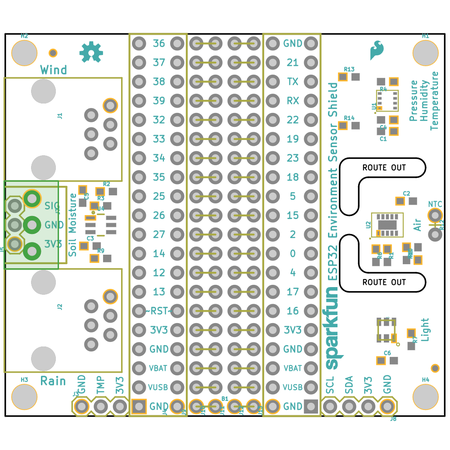 H2
H1
Wind
36 GND
37 21
38 TX
39 RX
32 22
33 19
34 23
35 18
25 5
26 15
27 2
14 0
12 4
13 17
RST 16
3V3 3V3
GND GND
VBAT VBAT
VUSB VUSB
GND B1 GND
Pressure
Humidity
Temperature
R13
R14
J1
U1
C1
ROUTE OUT
R2
R3
SIG
GND
3V3
Soil Moisture
C3
R9
C2
NTC
U2
Air
ROUTE OUT
J2
Light
C6
Rain
H3
H4
GND
TMP
3V3
SCL
SDA
3V3
GND
sparkfun ESP32 Environment Sensor Shield